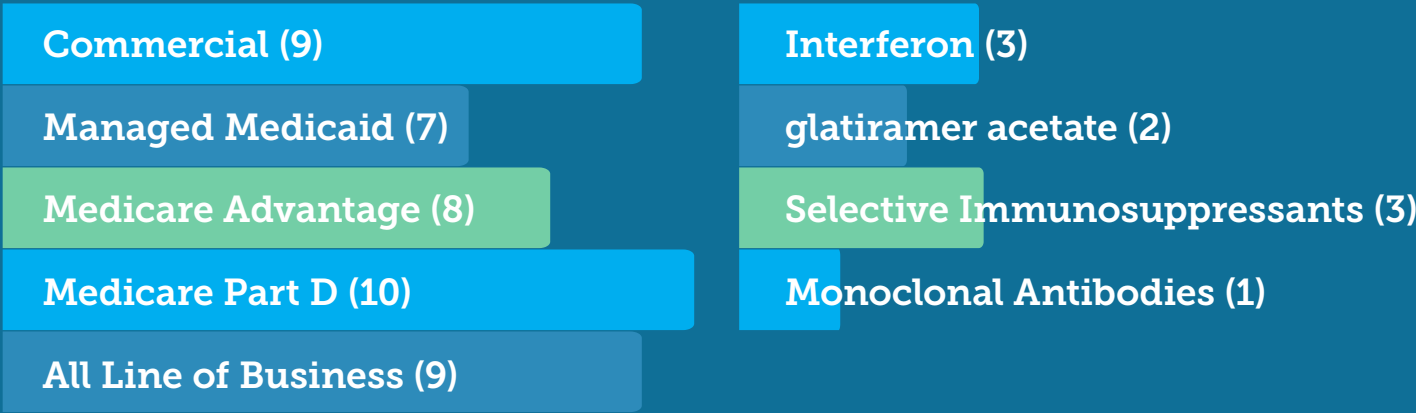 Commercial (9)
Managed Medicaid (7)
Medicare Advantage (8)
Medicare Part D (10)
All Line of Business (9)
Interferon (3)
glatiramer acetate (2)
Selective Immunosuppressants (3)
Monoclonal Antibodies (1)